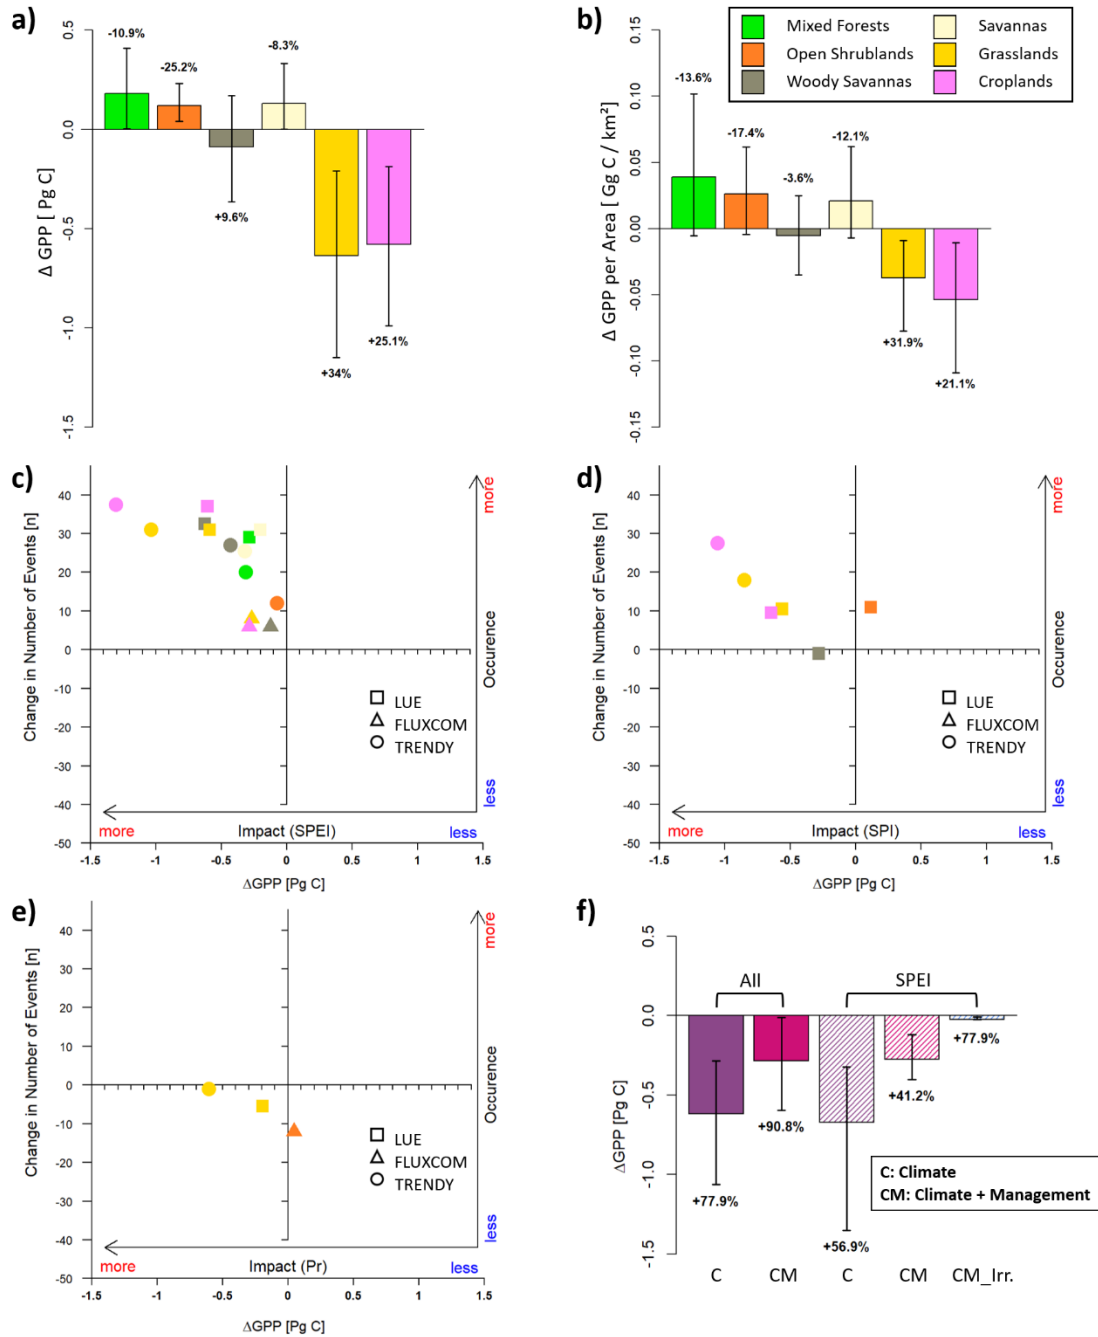 a)
Δ GPP [ Pg C ]
0.5
0.0
-0.5
-1.0
-1.5
-10.9%
-25.2%
+9.6%
-8.3%
+34%
+25.1%
b)
Δ GPP per Area [ Gg C / km² ]
0.15
0.10
0.05
0.00
-0.05
-0.10
-0.15
Mixed Forests
Open Shrublands
Woody Savannas
Savannas
Grasslands
Croplands
-13.6%
-17.4%
-3.6%
-12.1%
+31.9%
+21.1%
c)
Change in Number of Events [n]
40
30
20
10
0
-10
-20
-30
-40
-50
LUE
FLUXCOM
TRENDY
more
Occurence
less
more
Impact (SPEI)
less
-1.5
-1
-0.5
0
0.5
1
1.5
ΔGPP [Pg C]
d)
Change in Number of Events [n]
40
30
20
10
0
-10
-20
-30
-40
-50
LUE
FLUXCOM
TRENDY
more
Occurence
less
more
Impact (SPI)
less
-1.5
-1
-0.5
0
0.5
1
1.5
ΔGPP [Pg C]
e)
Change in Number of Events [n]
40
30
20
10
0
-10
-20
-30
-40
-50
LUE
FLUXCOM
TRENDY
more
Occurence
less
more
Impact (Pr)
less
-1.5
-1
-0.5
0
0.5
1
1.5
ΔGPP [Pg C]
f)
ΔGPP [Pg C]
0.5
0.0
-0.5
-1.0
-1.5
All
SPEI
+77.9%
+90.8%
+56.9%
+41.2%
+77.9%
C: Climate
CM: Climate + Management
C
CM
C
CM
CM_Irr.